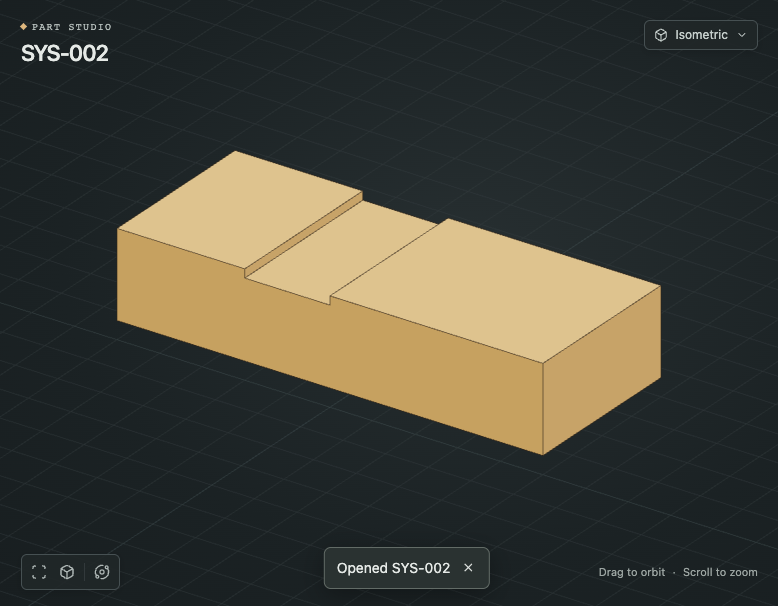 PART STUDIO
SYS-002
Isometric
Opened SYS-002
Drag to orbit · Scroll to zoom